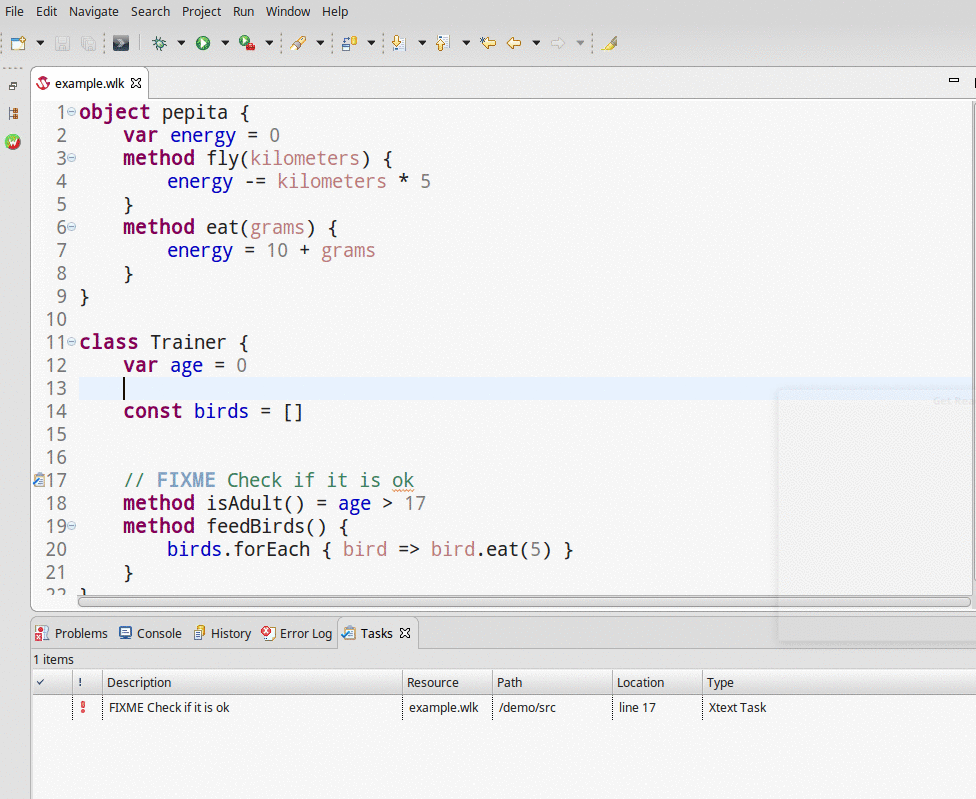 File Edit Navigate Search Project Run Window Help
example.wlk
1 object pepita {
2 var energy = 0
3 method fly(kilometers) {
4 energy -= kilometers * 5
5 }
6 method eat(grams) {
7 energy = 10 + grams
8 }
9 }
10
11 class Trainer {
12 var age = 0
13
14 const birds = []
15
16
17 // FIXME Check if it is ok
18 method isAdult() = age > 17
19 method feedBirds() {
20 birds.forEach { bird => bird.eat(5) }
21 }
22 }
Problems Console History Error Log Tasks
1 items
! Description Resource Path Location Type
! FIXME Check if it is ok example.wlk /demo/src line 17 Xtext Task